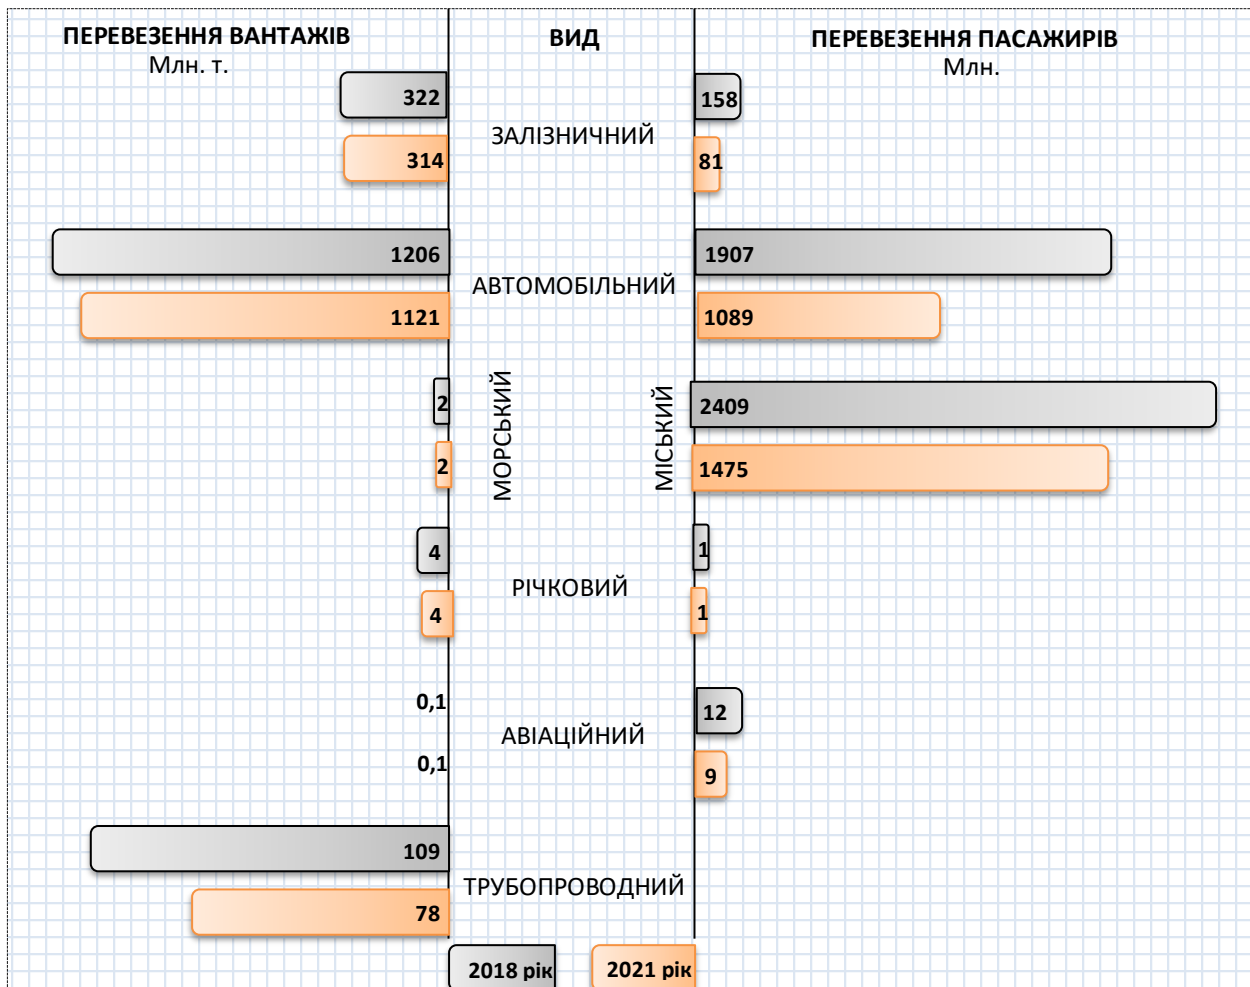 ПЕРЕВЕЗЕННЯ ВАНТАЖІВ
Млн. т.
ВИД
ПЕРЕВЕЗЕННЯ ПАСАЖИРІВ
Млн.
322
158
ЗАЛІЗНИЧНИЙ
314
81
1206
1907
АВТОМОБІЛЬНИЙ
1121
1089
2
МОРСЬКИЙ
МІСЬКИЙ
2409
2
1475
4
1
РІЧКОВИЙ
4
1
0,1
12
АВІАЦІЙНИЙ
0,1
9
109
ТРУБОПРОВОДНИЙ
78
2018 рік
2021 рік